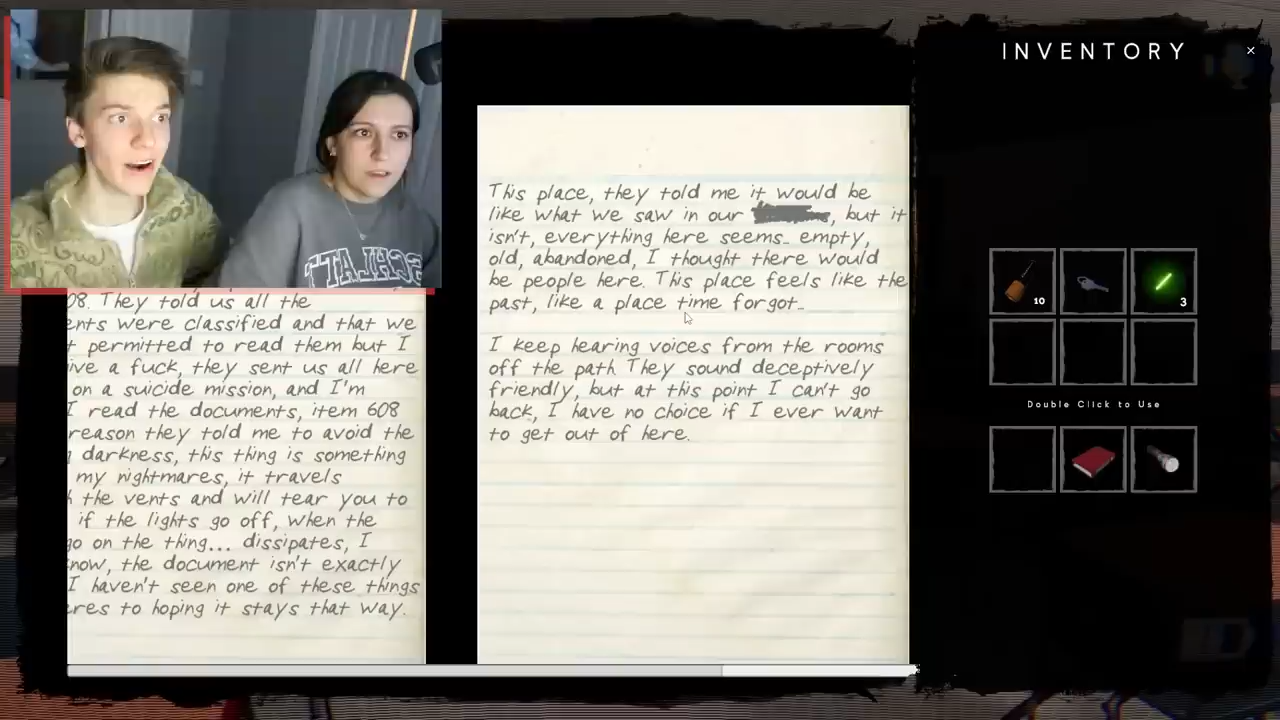 INVENTORY
08. They told us all the
ents were classified and that we
t permitted to read them but I
ive a fuck, they sent us all here
on a suicide mission, and I'm
I read the documents, item 608
reason they told me to avoid the
darkness, this thing is something
my nightmares, it travels
h the vents and will tear you to
if the lights go off, when the
go on the thing... dissipates, I
now, the document isn't exactly
I haven't seen one of these things
eres to hoping it stays that way.
This place, they told me it would be
like what we saw in our , but it
isn't, everything here seems_ empty,
old, abandoned, I thought there would
be people here. This place feels like the
past, like a place time forgot_
I keep hearing voices from the rooms
off the path. They sound deceptively
friendly, but at this point I can't go
back, I have no choice if I ever want
to get out of here.
10
3
Double Click to Use
SCHLATT